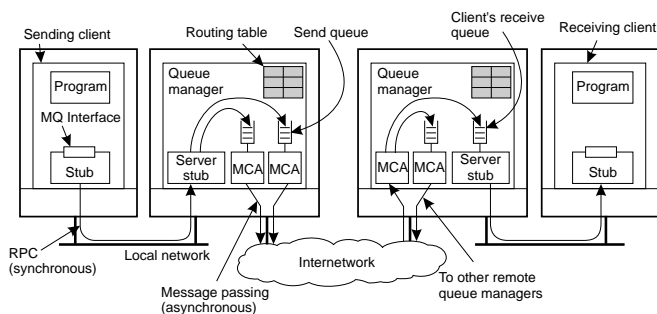 Sending client
Routing table
Send queue
Client's receive
queue
Receiving client
Program
MQ Interface
Stub
Queue
manager
Server
stub
MCA
MCA
Queue
manager
MCA
MCA
Server
stub
Program
Stub
RPC
(synchronous)
Local network
Message passing
(asynchronous)
Internetwork
To other remote
queue managers